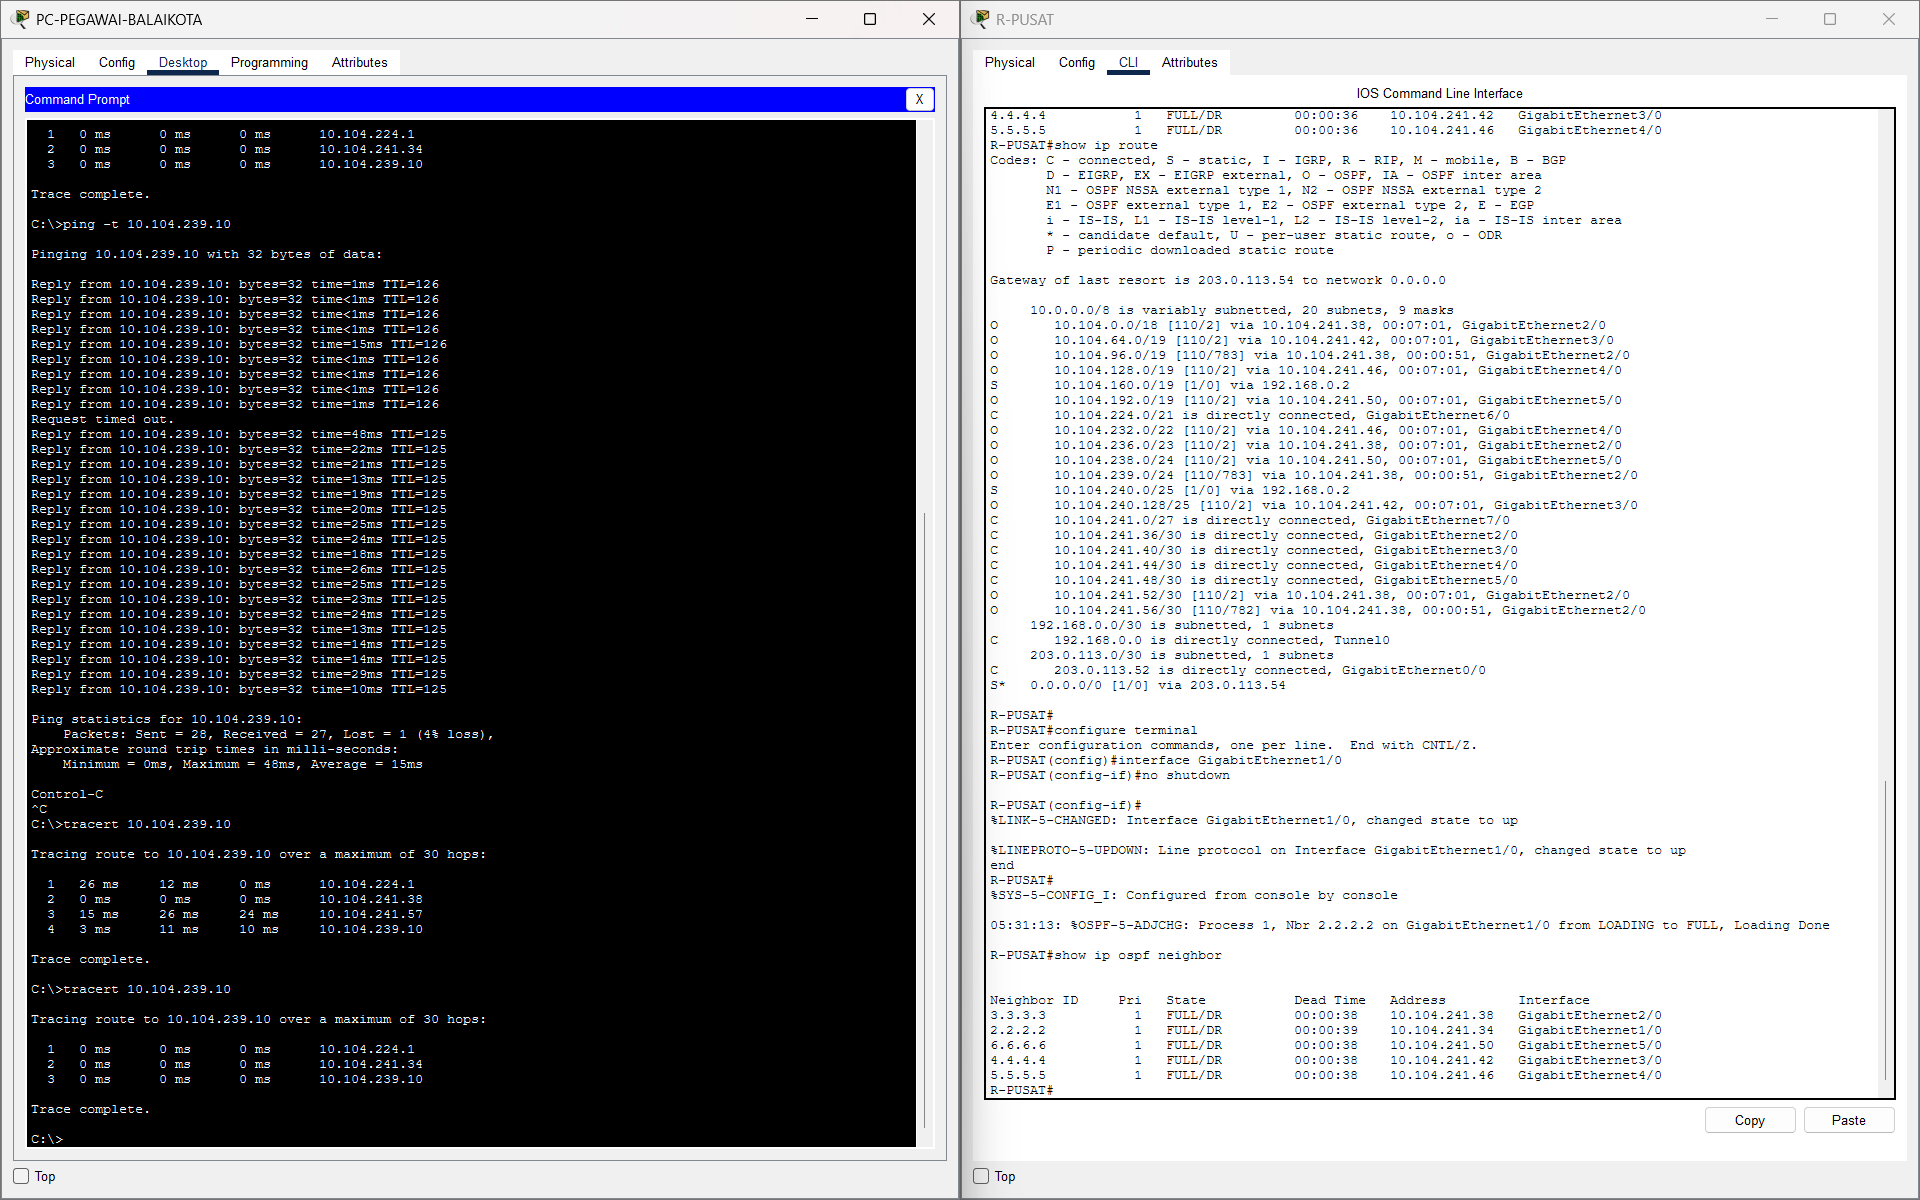 PC-PEGAWAI-BALAIKOTA
Physical Config Desktop Programming Attributes
Command Prompt X
1 0 ms 0 ms 0 ms 10.104.224.1
2 0 ms 0 ms 0 ms 10.104.241.34
3 0 ms 0 ms 0 ms 10.104.239.10
Trace complete.
C:\>ping -t 10.104.239.10
Pinging 10.104.239.10 with 32 bytes of data:
Reply from 10.104.239.10: bytes=32 time=1ms TTL=126
Reply from 10.104.239.10: bytes=32 time<1ms TTL=126
Reply from 10.104.239.10: bytes=32 time<1ms TTL=126
Reply from 10.104.239.10: bytes=32 time<1ms TTL=126
Reply from 10.104.239.10: bytes=32 time=15ms TTL=126
Reply from 10.104.239.10: bytes=32 time<1ms TTL=126
Reply from 10.104.239.10: bytes=32 time<1ms TTL=126
Reply from 10.104.239.10: bytes=32 time<1ms TTL=126
Reply from 10.104.239.10: bytes=32 time=1ms TTL=126
Request timed out.
Reply from 10.104.239.10: bytes=32 time=48ms TTL=125
Reply from 10.104.239.10: bytes=32 time=22ms TTL=125
Reply from 10.104.239.10: bytes=32 time=21ms TTL=125
Reply from 10.104.239.10: bytes=32 time=13ms TTL=125
Reply from 10.104.239.10: bytes=32 time=19ms TTL=125
Reply from 10.104.239.10: bytes=32 time=20ms TTL=125
Reply from 10.104.239.10: bytes=32 time=25ms TTL=125
Reply from 10.104.239.10: bytes=32 time=24ms TTL=125
Reply from 10.104.239.10: bytes=32 time=18ms TTL=125
Reply from 10.104.239.10: bytes=32 time=26ms TTL=125
Reply from 10.104.239.10: bytes=32 time=25ms TTL=125
Reply from 10.104.239.10: bytes=32 time=23ms TTL=125
Reply from 10.104.239.10: bytes=32 time=24ms TTL=125
Reply from 10.104.239.10: bytes=32 time=13ms TTL=125
Reply from 10.104.239.10: bytes=32 time=14ms TTL=125
Reply from 10.104.239.10: bytes=32 time=14ms TTL=125
Reply from 10.104.239.10: bytes=32 time=29ms TTL=125
Reply from 10.104.239.10: bytes=32 time=10ms TTL=125
Ping statistics for 10.104.239.10:
Packets: Sent = 28, Received = 27, Lost = 1 (4% loss),
Approximate round trip times in milli-seconds:
Minimum = 0ms, Maximum = 48ms, Average = 15ms
Control-C
^C
C:\>tracert 10.104.239.10
Tracing route to 10.104.239.10 over a maximum of 30 hops:
1 26 ms 12 ms 0 ms 10.104.224.1
2 0 ms 0 ms 0 ms 10.104.241.38
3 15 ms 26 ms 24 ms 10.104.241.57
4 3 ms 11 ms 10 ms 10.104.239.10
Trace complete.
C:\>tracert 10.104.239.10
Tracing route to 10.104.239.10 over a maximum of 30 hops:
1 0 ms 0 ms 0 ms 10.104.224.1
2 0 ms 0 ms 0 ms 10.104.241.34
3 0 ms 0 ms 0 ms 10.104.239.10
Trace complete.
C:\>
Top
R-PUSAT
Physical Config CLI Attributes
IOS Command Line Interface
4.4.4.4 1 FULL/DR 00:00:36 10.104.241.42 GigabitEthernet3/0
5.5.5.5 1 FULL/DR 00:00:36 10.104.241.46 GigabitEthernet4/0
R-PUSAT#show ip route
Codes: C - connected, S - static, I - IGRP, R - RIP, M - mobile, B - BGP
D - EIGRP, EX - EIGRP external, O - OSPF, IA - OSPF inter area
N1 - OSPF NSSA external type 1, N2 - OSPF NSSA external type 2
E1 - OSPF external type 1, E2 - OSPF external type 2, E - EGP
i - IS-IS, L1 - IS-IS level-1, L2 - IS-IS level-2, ia - IS-IS inter area
* - candidate default, U - per-user static route, o - ODR
P - periodic downloaded static route
Gateway of last resort is 203.0.113.54 to network 0.0.0.0
10.0.0.0/8 is variably subnetted, 20 subnets, 9 masks
O 10.104.0.0/18 [110/2] via 10.104.241.38, 00:07:01, GigabitEthernet2/0
O 10.104.64.0/19 [110/2] via 10.104.241.42, 00:07:01, GigabitEthernet3/0
O 10.104.96.0/19 [110/783] via 10.104.241.38, 00:00:51, GigabitEthernet2/0
O 10.104.128.0/19 [110/2] via 10.104.241.46, 00:07:01, GigabitEthernet4/0
S 10.104.160.0/19 [1/0] via 192.168.0.2
O 10.104.192.0/19 [110/2] via 10.104.241.50, 00:07:01, GigabitEthernet5/0
C 10.104.224.0/21 is directly connected, GigabitEthernet6/0
O 10.104.232.0/22 [110/2] via 10.104.241.46, 00:07:01, GigabitEthernet4/0
O 10.104.236.0/23 [110/2] via 10.104.241.38, 00:07:01, GigabitEthernet2/0
O 10.104.238.0/24 [110/2] via 10.104.241.50, 00:07:01, GigabitEthernet5/0
O 10.104.239.0/24 [110/783] via 10.104.241.38, 00:00:51, GigabitEthernet2/0
S 10.104.240.0/25 [1/0] via 192.168.0.2
O 10.104.240.128/25 [110/2] via 10.104.241.42, 00:07:01, GigabitEthernet3/0
C 10.104.241.0/27 is directly connected, GigabitEthernet7/0
C 10.104.241.36/30 is directly connected, GigabitEthernet2/0
C 10.104.241.40/30 is directly connected, GigabitEthernet3/0
C 10.104.241.44/30 is directly connected, GigabitEthernet4/0
C 10.104.241.48/30 is directly connected, GigabitEthernet5/0
O 10.104.241.52/30 [110/2] via 10.104.241.38, 00:07:01, GigabitEthernet2/0
O 10.104.241.56/30 [110/782] via 10.104.241.38, 00:00:51, GigabitEthernet2/0
192.168.0.0/30 is subnetted, 1 subnets
C 192.168.0.0 is directly connected, Tunnel0
203.0.113.0/30 is subnetted, 1 subnets
C 203.0.113.52 is directly connected, GigabitEthernet0/0
S* 0.0.0.0/0 [1/0] via 203.0.113.54
R-PUSAT#
R-PUSAT#configure terminal
Enter configuration commands, one per line. End with CNTL/Z.
R-PUSAT(config)#interface GigabitEthernet1/0
R-PUSAT(config-if)#no shutdown
R-PUSAT(config-if)#
%LINK-5-CHANGED: Interface GigabitEthernet1/0, changed state to up
%LINEPROTO-5-UPDOWN: Line protocol on Interface GigabitEthernet1/0, changed state to up
end
R-PUSAT#
%SYS-5-CONFIG_I: Configured from console by console
05:31:13: %OSPF-5-ADJCHG: Process 1, Nbr 2.2.2.2 on GigabitEthernet1/0 from LOADING to FULL, Loading Done
R-PUSAT#show ip ospf neighbor
Neighbor ID Pri State Dead Time Address Interface
3.3.3.3 1 FULL/DR 00:00:38 10.104.241.38 GigabitEthernet2/0
2.2.2.2 1 FULL/DR 00:00:39 10.104.241.34 GigabitEthernet1/0
6.6.6.6 1 FULL/DR 00:00:38 10.104.241.50 GigabitEthernet5/0
4.4.4.4 1 FULL/DR 00:00:38 10.104.241.42 GigabitEthernet3/0
5.5.5.5 1 FULL/DR 00:00:38 10.104.241.46 GigabitEthernet4/0
R-PUSAT#
Copy Paste
Top